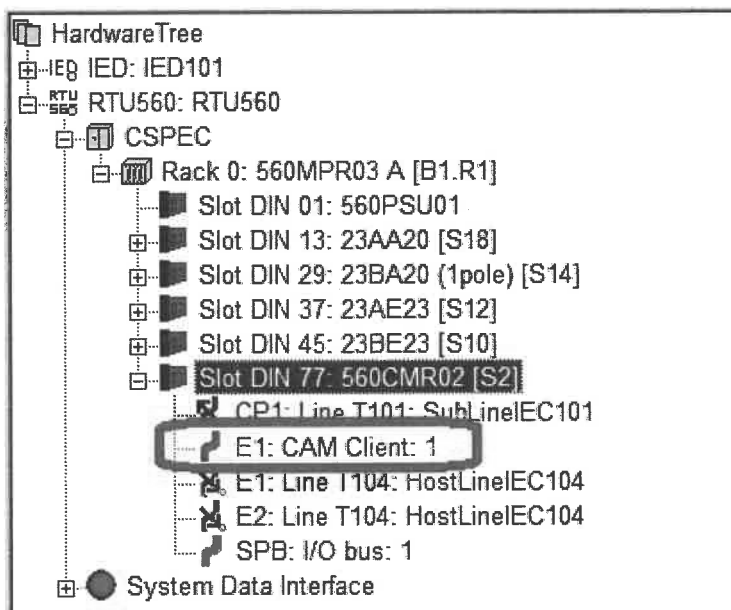 HardwareTree
IED IED: IED101
RTU 560 RTU560: RTU560
CSPEC
Rack 0: 560MPR03 A [B1.R1]
Slot DIN 01: 560PSU01
Slot DIN 13: 23AA20 [S18]
Slot DIN 29: 23BA20 (1pole) [S14]
Slot DIN 37: 23AE23 [S12]
Slot DIN 45: 23BE23 [S10]
Slot DIN 77: 560CMR02 [S2]
CP1: Line T101: SubLineIEC101
E1: CAM Client: 1
E1: Line T104: HostLineIEC104
E2: Line T104: HostLineIEC104
SPB: I/O bus: 1
System Data Interface